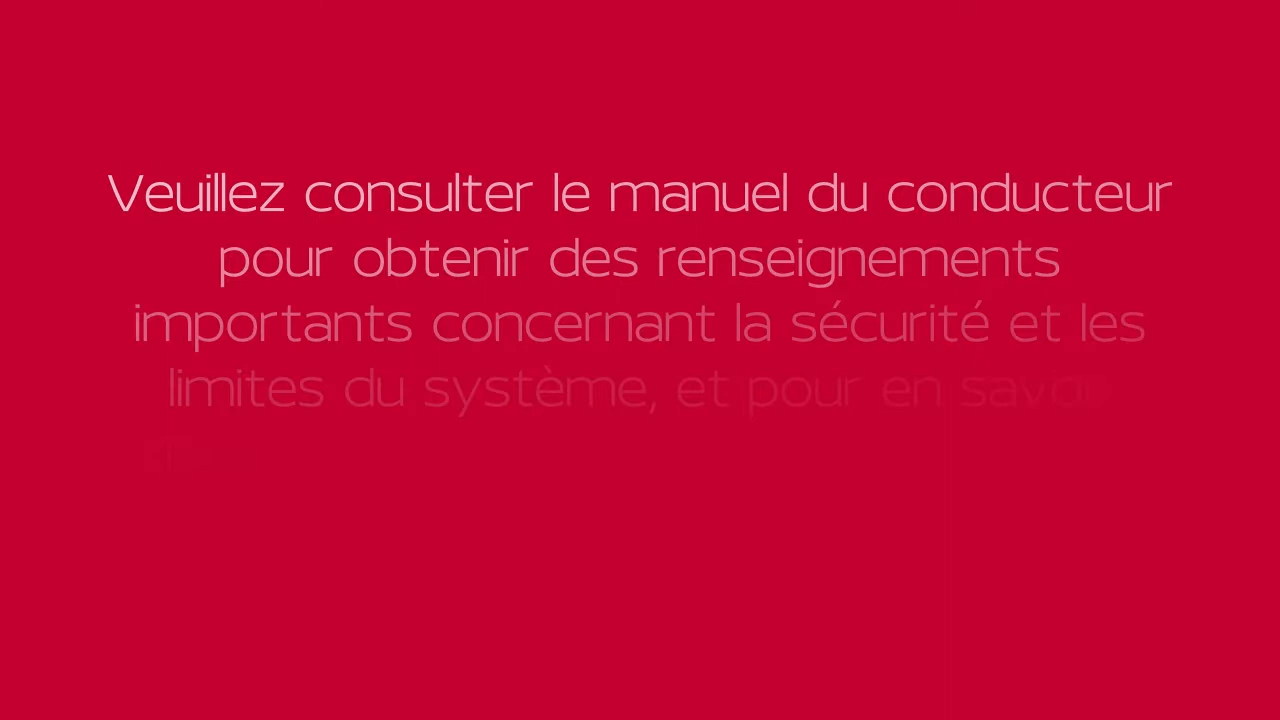 Veuillez consulter le manuel du conducteur
pour obtenir des renseignements
importants concernant la sécurité et les
limites du système, et pour en savoir